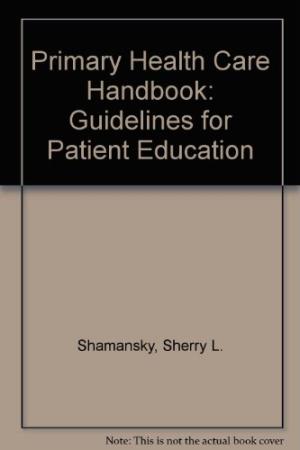 Primary Health Care
Handbook:
Guidelines for
Patient Education
Shamansky, Sherry L.
Note: This is not the actual book cover